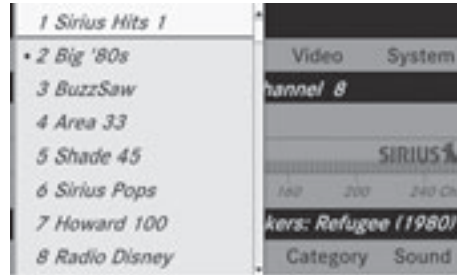 1 Sirius Hits 1
• 2 Big '80s
Video System
3 BuzzSaw
hannel 8
4 Area 33
5 Shade 45
SIRIUS
6 Sirius Pops
160 200 240 Ch
7 Howard 100
kers: Refugee (1980)
8 Radio Disney
Category Sound